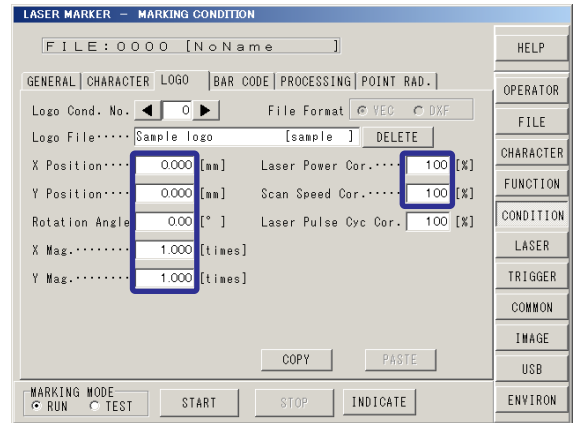 LASER MARKER － MARKING CONDITION
FILE:0000 [NoName ]
HELP
GENERAL CHARACTER LOGO BAR CODE PROCESSING POINT RAD.
OPERATOR
Logo Cond. No. 0 File Format VEC DXF
FILE
Logo File····· Sample logo [sample ] DELETE
CHARACTER
X Position···· 0.000 [mm] Laser Power Cor.···· 100 [%]
FUNCTION
Y Position···· 0.000 [mm] Scan Speed Cor.····· 100 [%]
CONDITION
Rotation Angle 0.00 [° ] Laser Pulse Cyc Cor. 100 [%]
LASER
X Mag.········ 1.000 [times]
TRIGGER
Y Mag.········ 1.000 [times]
COMMON
IMAGE
COPY PASTE
USB
MARKING MODE
RUN TEST START STOP INDICATE
ENVIRON